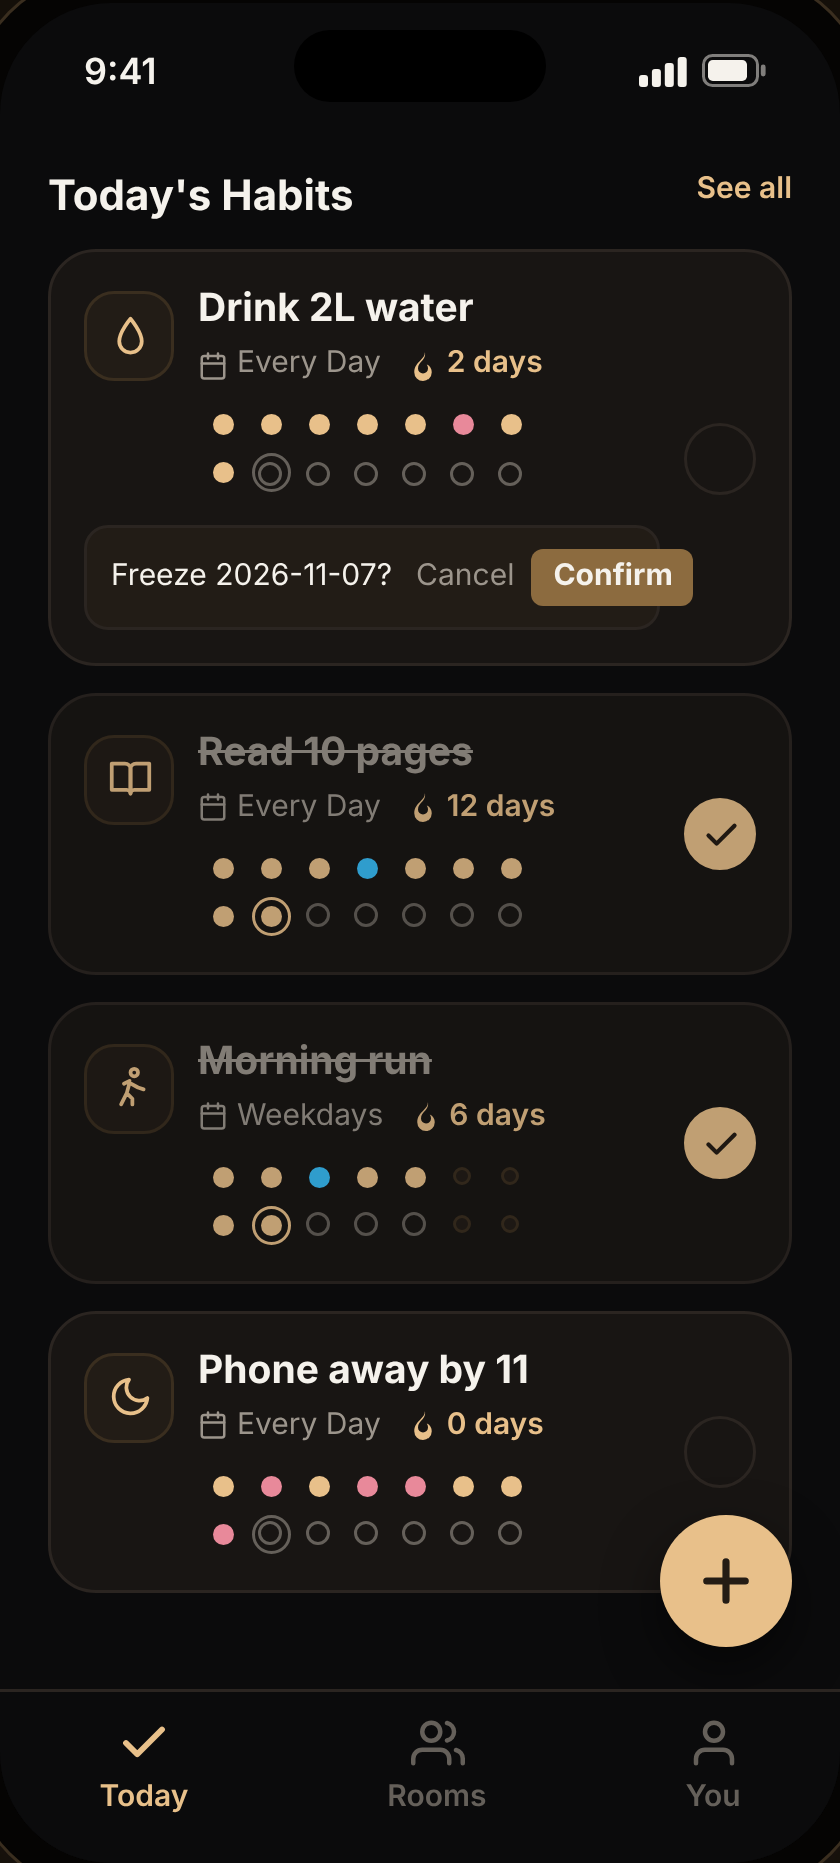 9:41
Today's Habits
See all
Drink 2L water
Every Day 2 days
Freeze 2026-11-07? Cancel Confirm
Read 10 pages
Every Day 12 days
Morning run
Weekdays 6 days
Phone away by 11
Every Day 0 days
Today Rooms You